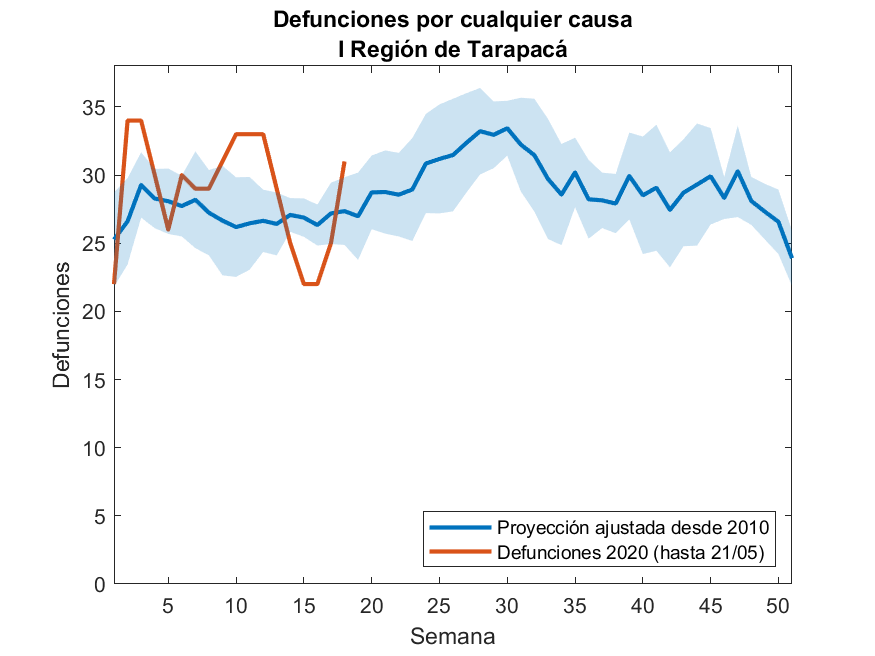 Defunciones por cualquier causa
I Región de Tarapacá
35
30
25
20
15
10
5
0
Defunciones
5 10 15 20 25 30 35 40 45 50
Semana
Proyección ajustada desde 2010
Defunciones 2020 (hasta 21/05)